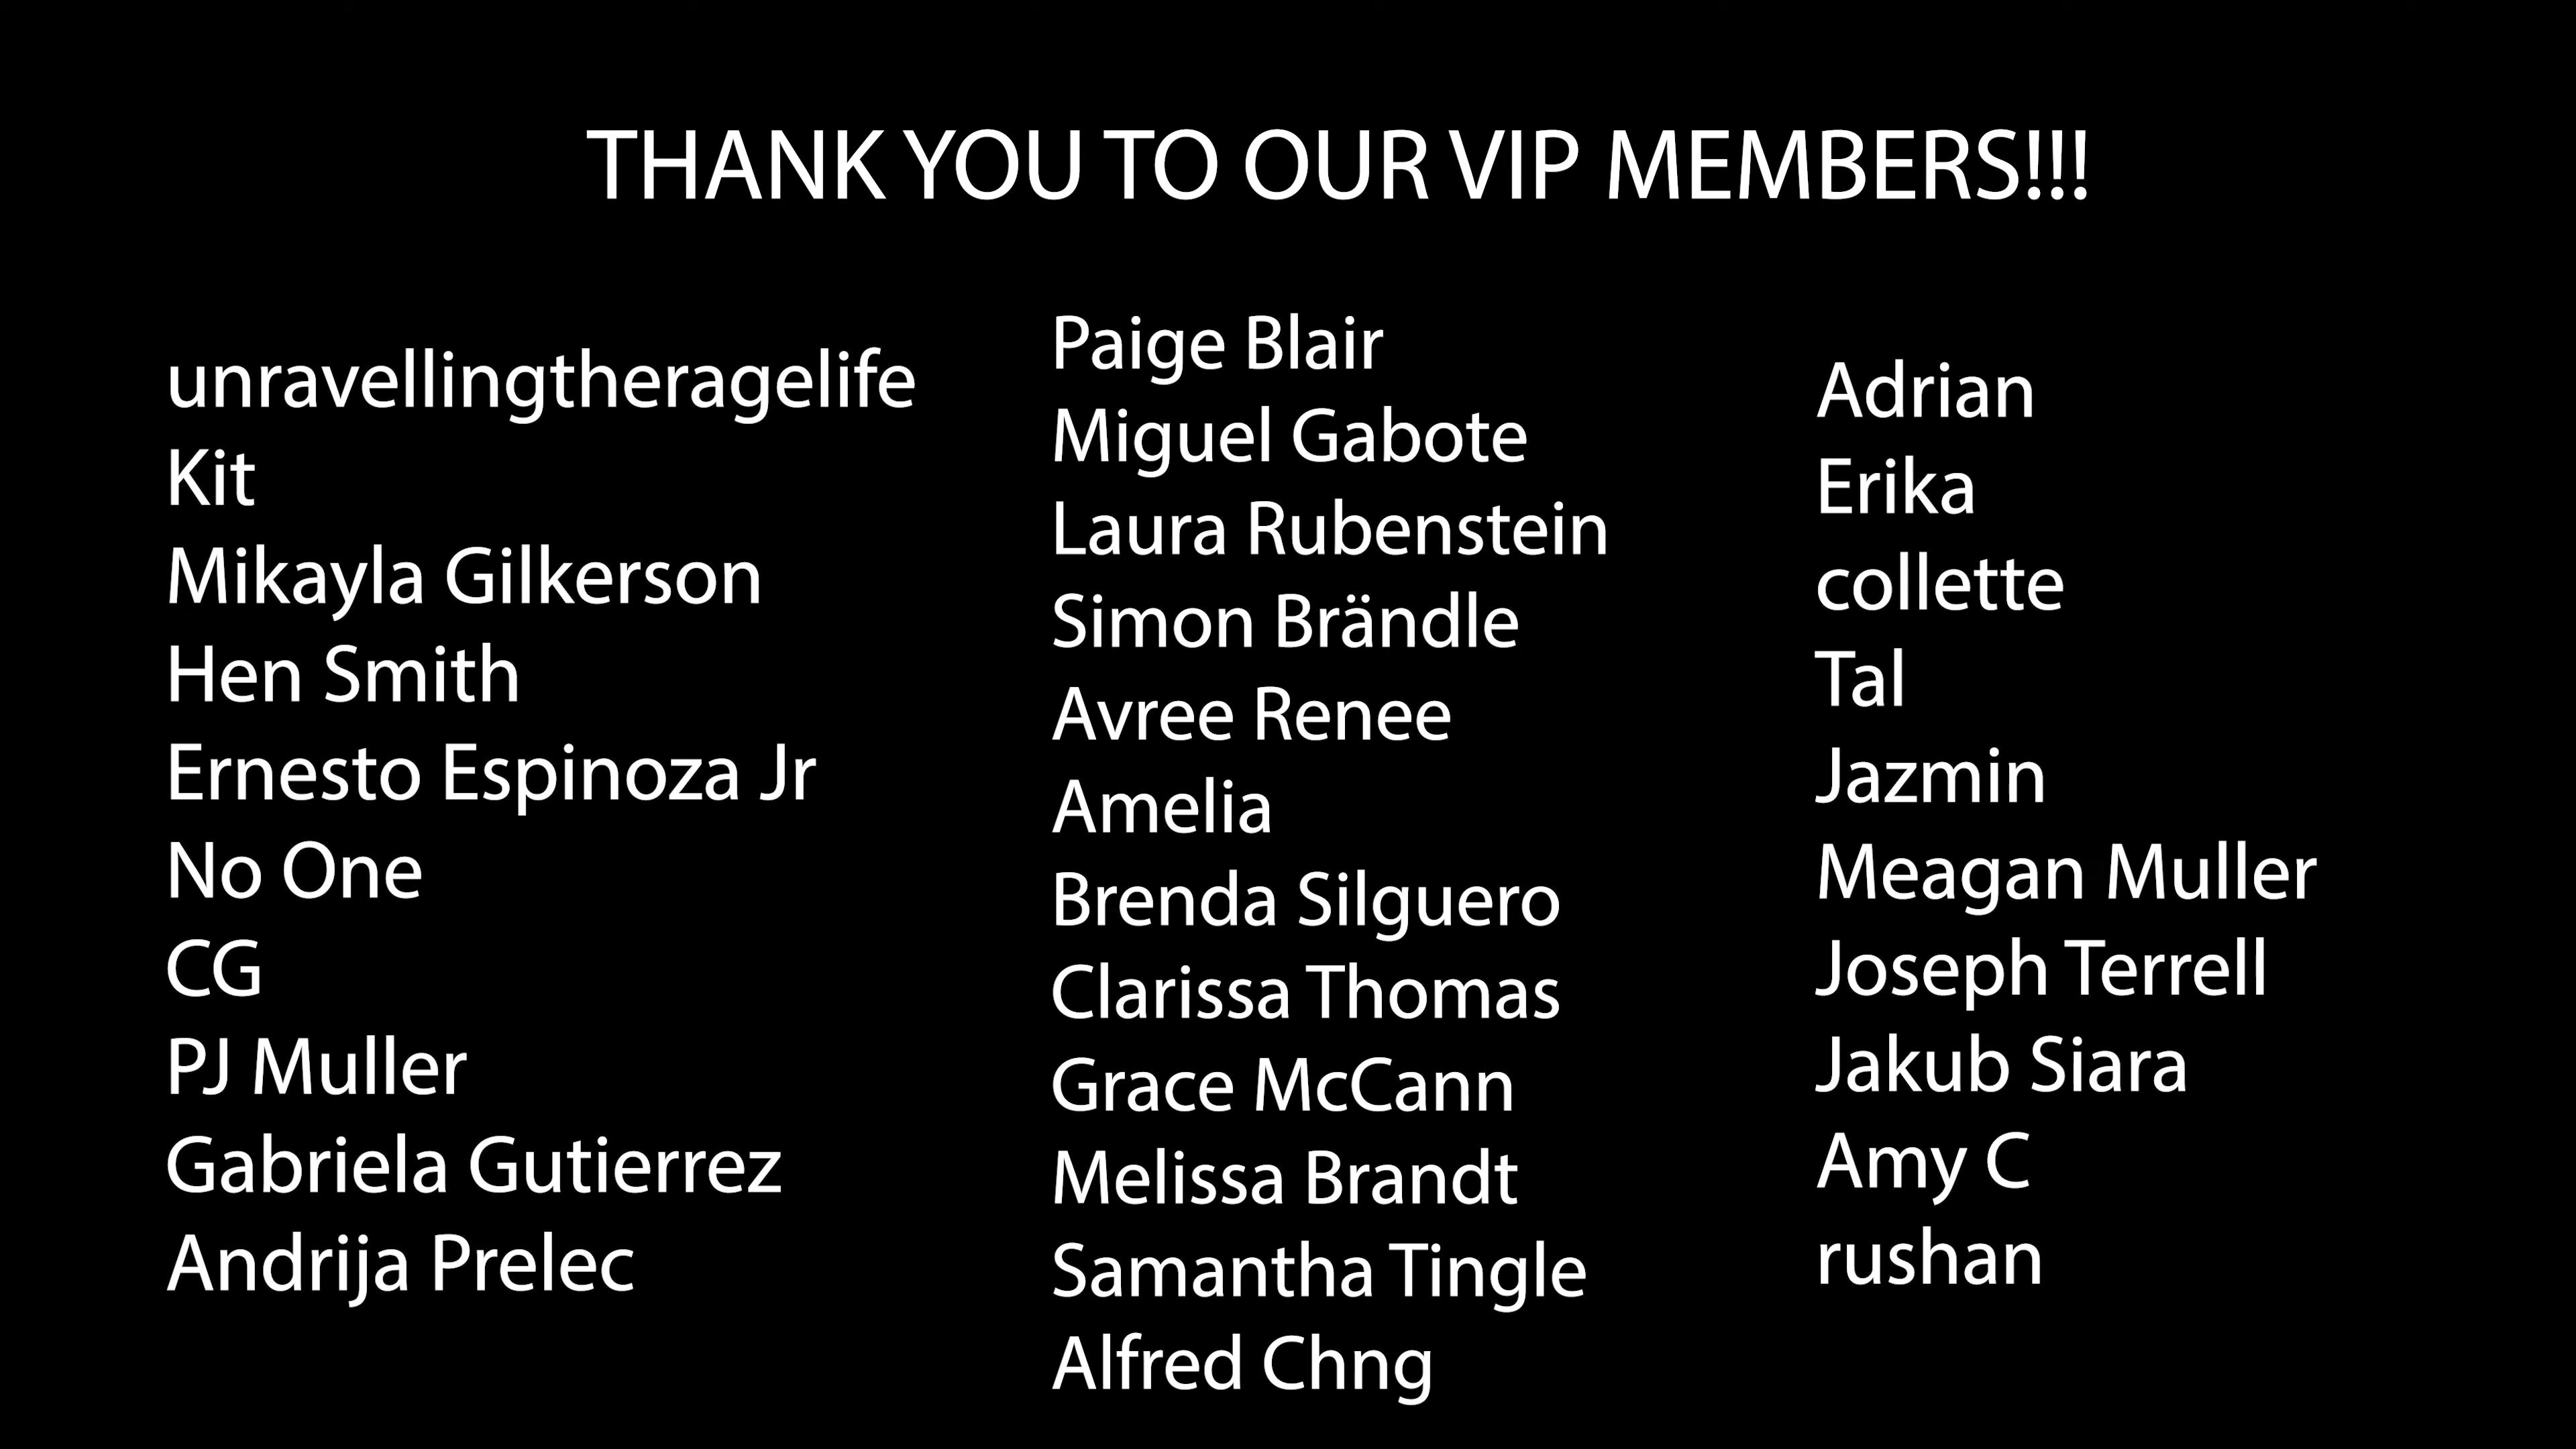 THANK YOU TO OUR VIP MEMBERS!!!
unravellingtheragelife
Kit
Mikayla Gilkerson
Hen Smith
Ernesto Espinoza Jr
No One
CG
PJ Muller
Gabriela Gutierrez
Andrija Prelec
Paige Blair
Miguel Gabote
Laura Rubenstein
Simon Brändle
Avree Renee
Amelia
Brenda Silguero
Clarissa Thomas
Grace McCann
Melissa Brandt
Samantha Tingle
Alfred Chng
Adrian
Erika
collette
Tal
Jazmin
Meagan Muller
Joseph Terrell
Jakub Siara
Amy C
rushan